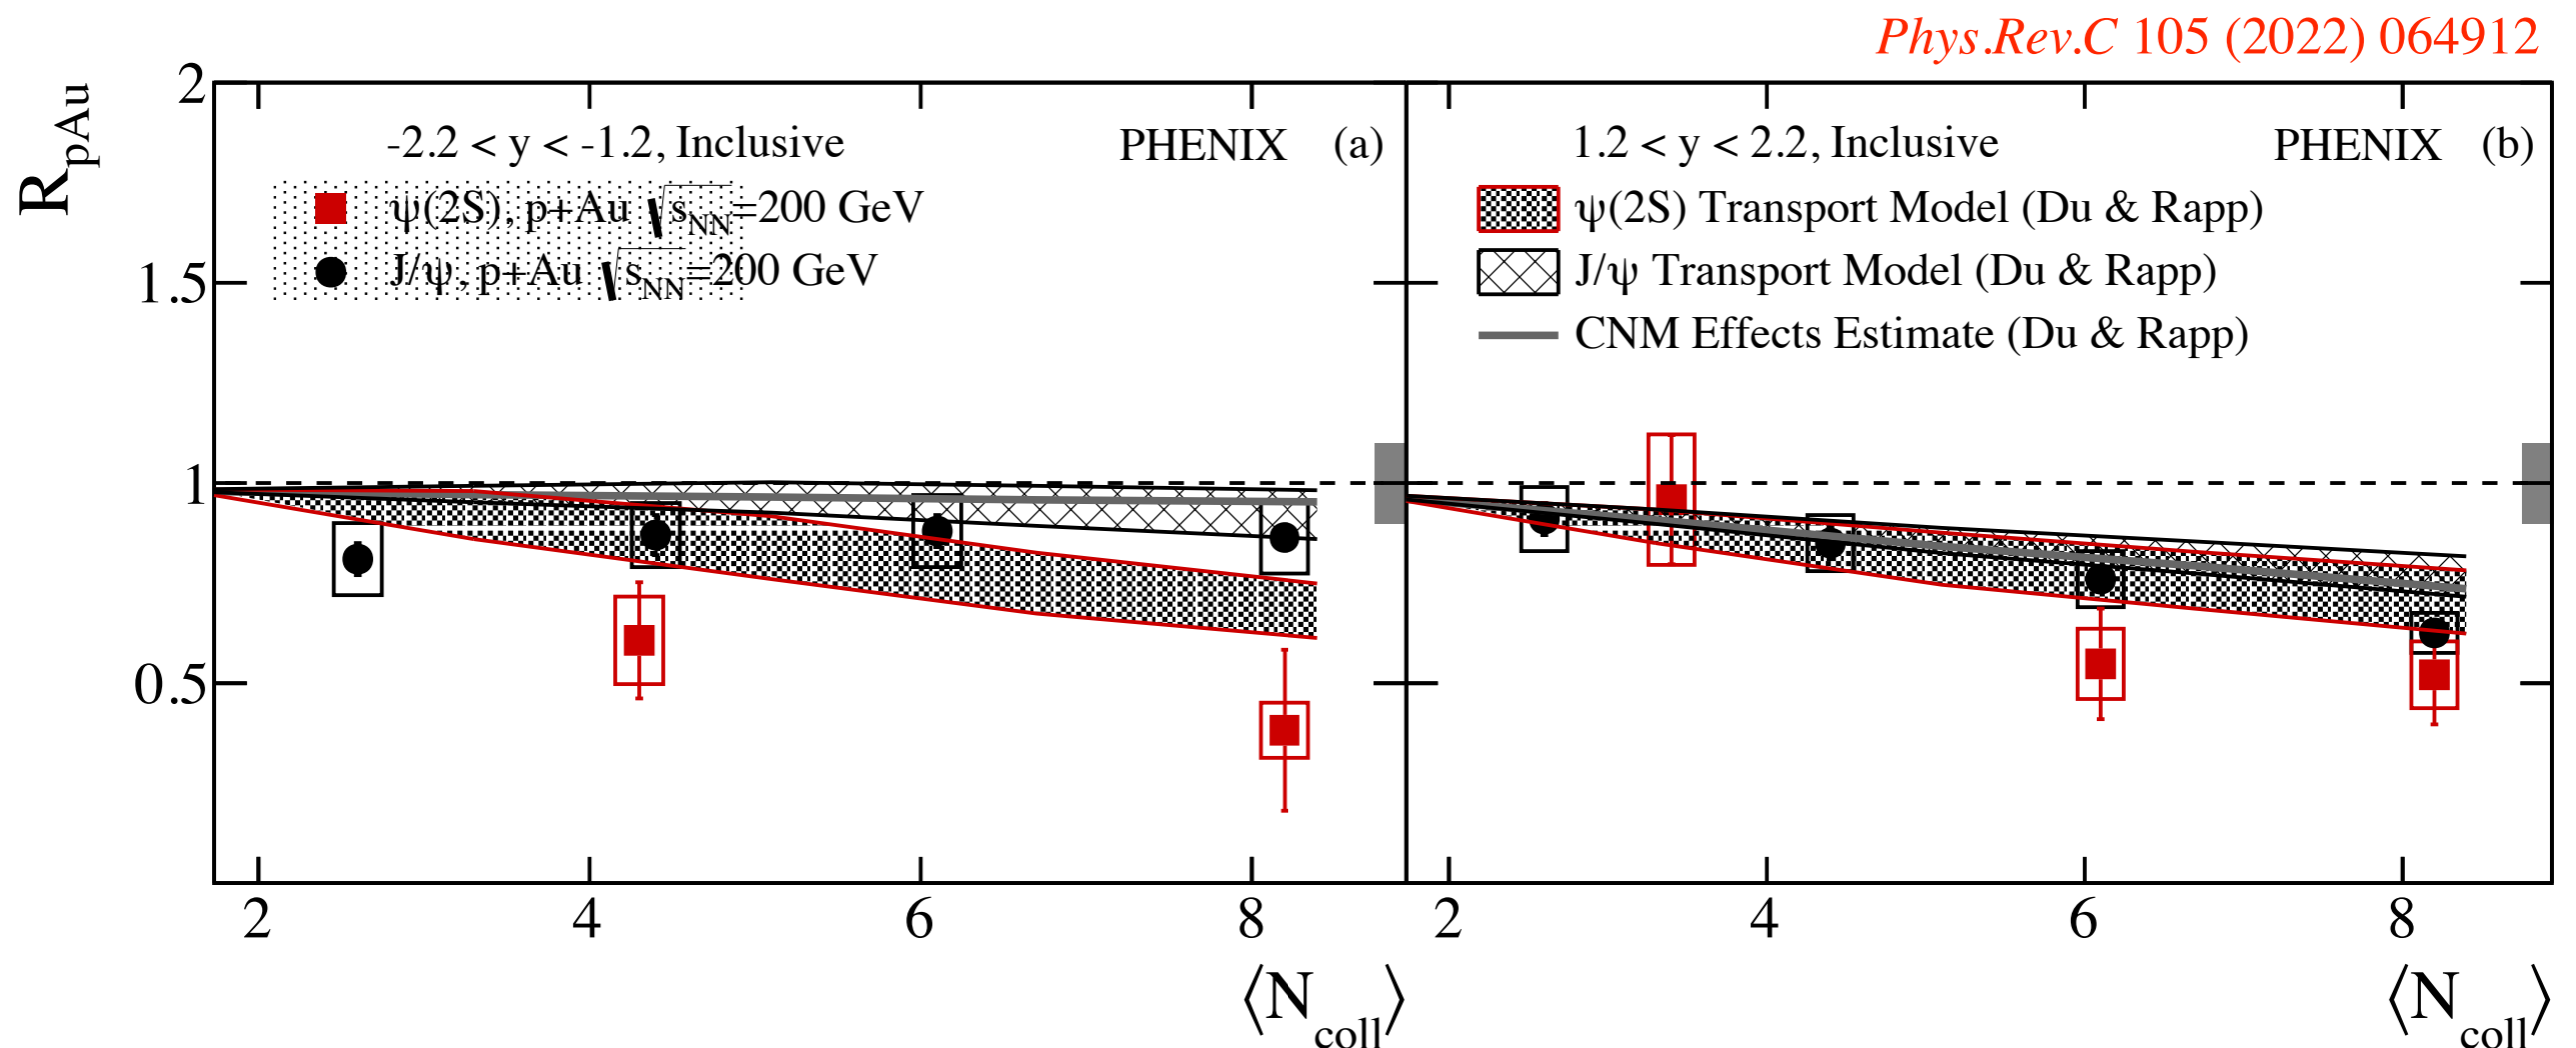 Phys.Rev.C 105 (2022) 064912
R_pAu
2
1.5
1
0.5
-2.2 < y < -1.2, Inclusive
PHENIX (a)
ψ(2S), p+Au √s_NN=200 GeV
J/ψ, p+Au √s_NN=200 GeV
1.2 < y < 2.2, Inclusive
PHENIX (b)
ψ(2S) Transport Model (Du & Rapp)
J/ψ Transport Model (Du & Rapp)
CNM Effects Estimate (Du & Rapp)
2 4 6 8
2 4 6 8
⟨N_coll⟩
⟨N_coll⟩